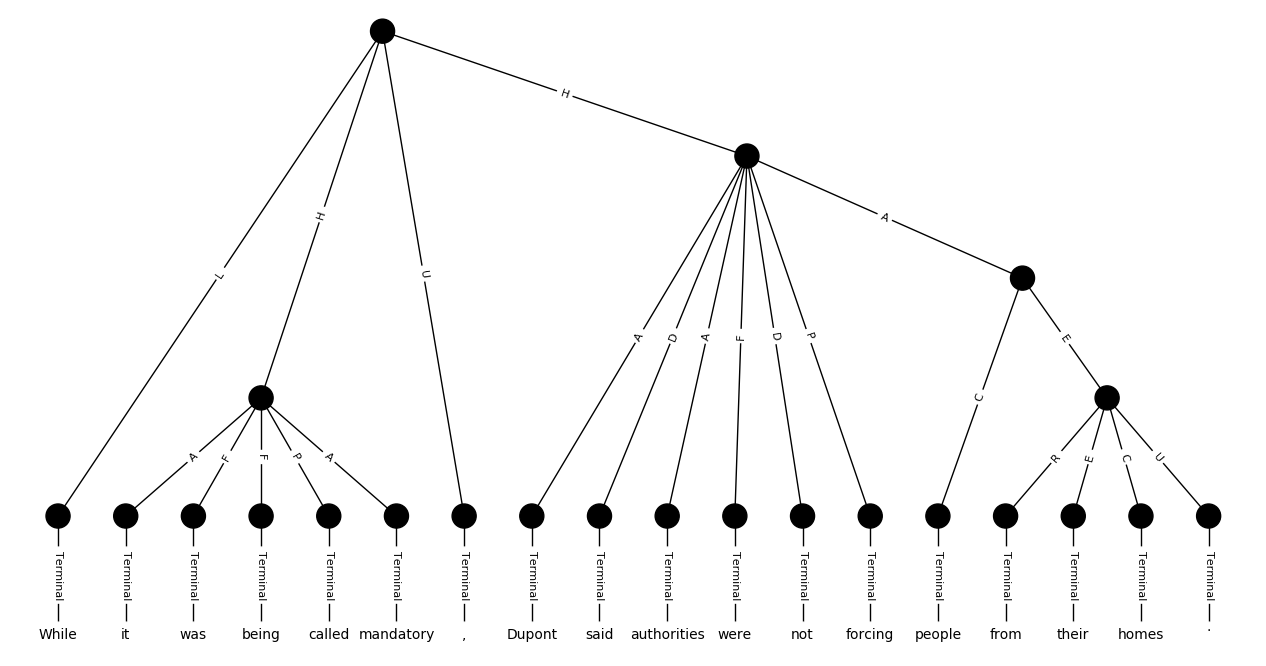 H
H
A
L
U
A
D
A
F
D
P
E
C
A
F
F
P
A
R
E
C
U
Terminal Terminal Terminal Terminal Terminal Terminal Terminal Terminal Terminal Terminal Terminal Terminal Terminal Terminal Terminal Terminal Terminal Terminal
While it was being called mandatory , Dupont said authorities were not forcing people from their homes .